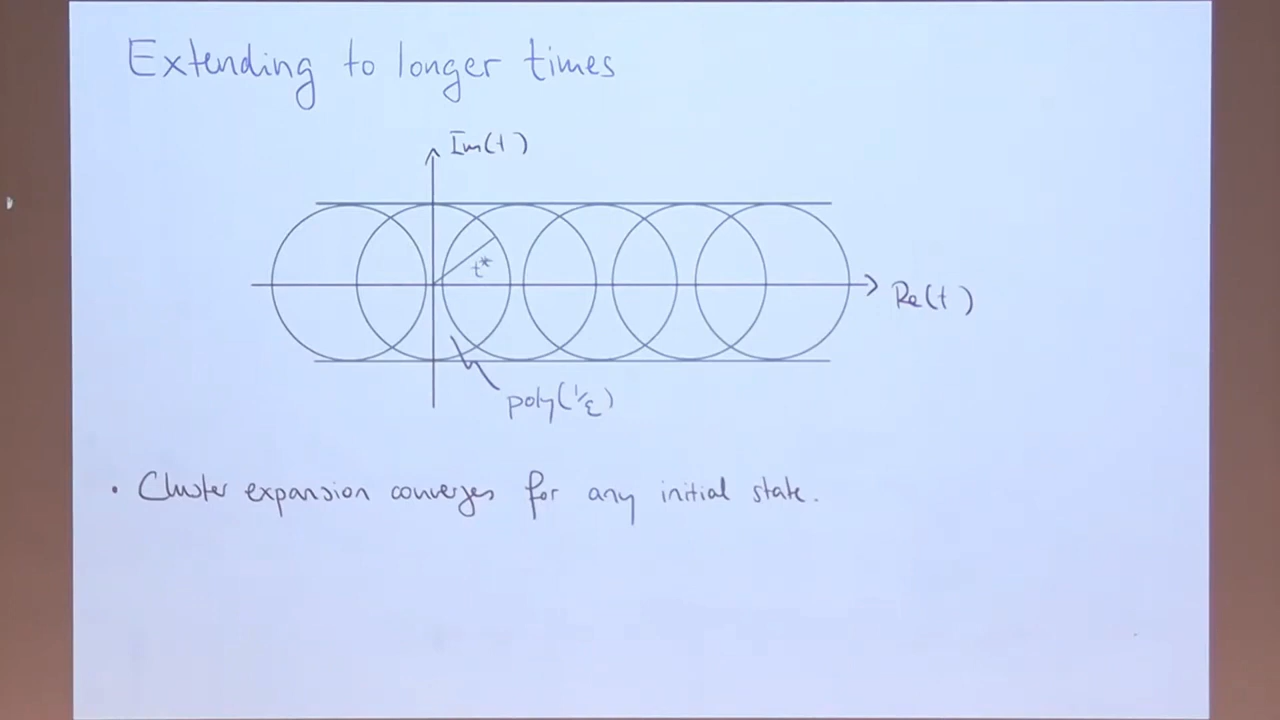 Extending to longer times
Im(t)
t*
Re(t)
poly(1/ε)
• Cluster expansion converges for any initial state.